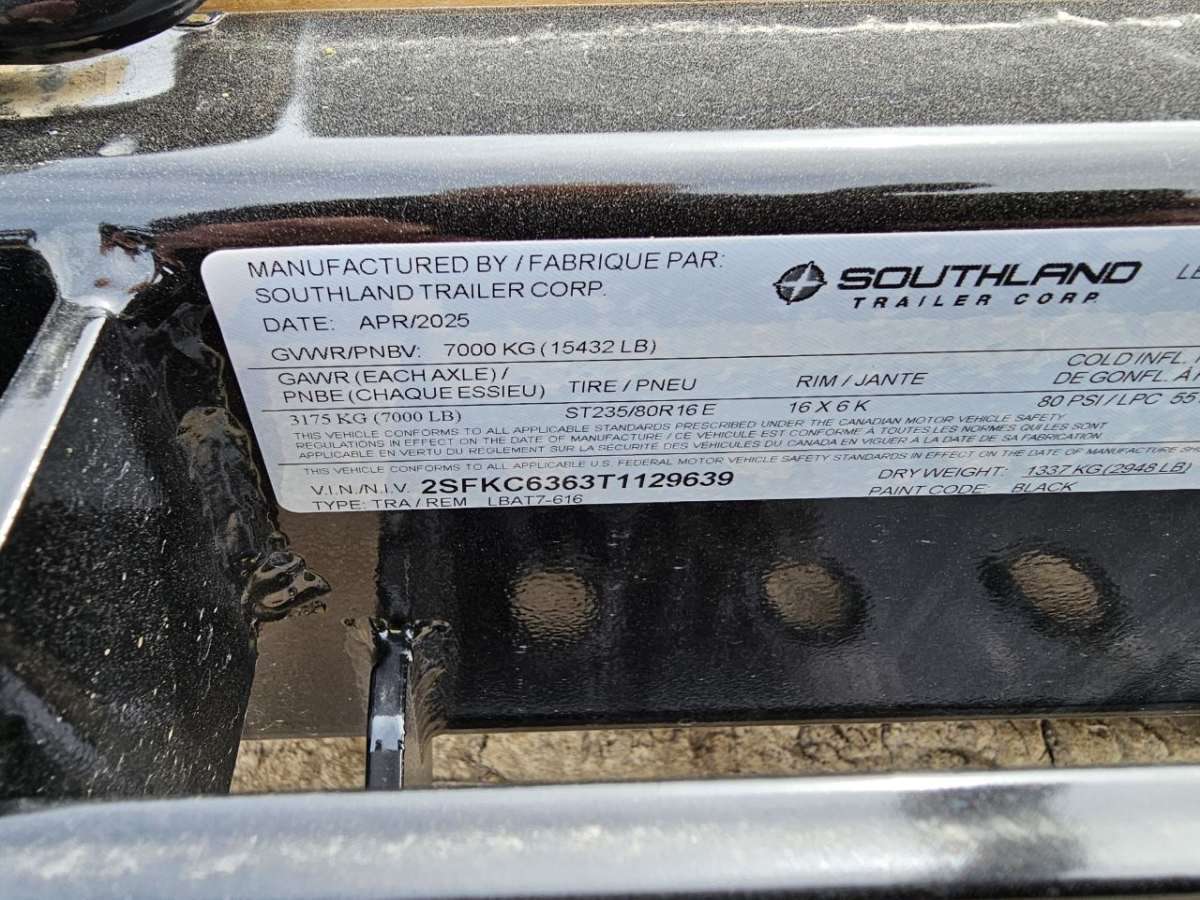 MANUFACTURED BY / FABRIQUE PAR:
SOUTHLAND TRAILER CORP.
SOUTHLAND
TRAILER CORP.
DATE: APR/2025
GVWR/PNBV: 7000 KG (15432 LB)
GAWR (EACH AXLE) /
PNBE (CHAQUE ESSIEU)
TIRE / PNEU
RIM / JANTE
COLD INFL.
DE GONFL. À
3175 KG (7000 LB) ST235/80R16 E 16 X 6 K 80 PSI / LPC 55
THIS VEHICLE CONFORMS TO ALL APPLICABLE STANDARDS PRESCRIBED UNDER THE CANADIAN MOTOR VEHICLE SAFETY
REGULATIONS IN EFFECT ON THE DATE OF MANUFACTURE / CE VÉHICULE EST CONFORME À TOUTES LES NORMES QUI LES SONT
APPLICABLE EN VERTU DU REGLEMENT SUR LA SÉCURITÉ DES VÉHICULES DU CANADA EN VIGUER À LA DATE DE SA FABRICATION
THIS VEHICLE CONFORMS TO ALL APPLICABLE U.S. FEDERAL MOTOR VEHICLE SAFETY STANDARDS IN EFFECT ON THE DATE OF MANUFACTURE
V.I.N./N.I.V. 2SFKC6363T1129639 DRY WEIGHT: 1337 KG (2948 LB)
TYPE: TRA / REM LBAT7-616 PAINT CODE: BLACK